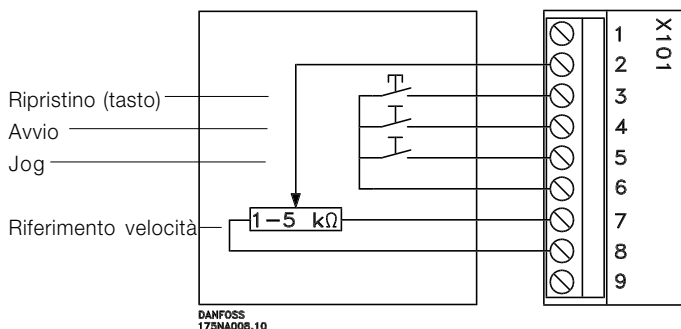 Ripristino (tasto)
Avvio
Jog
Riferimento velocità
1-5 kΩ
X101
1
2
3
4
5
6
7
8
9
DANFOSS
175NA008.10